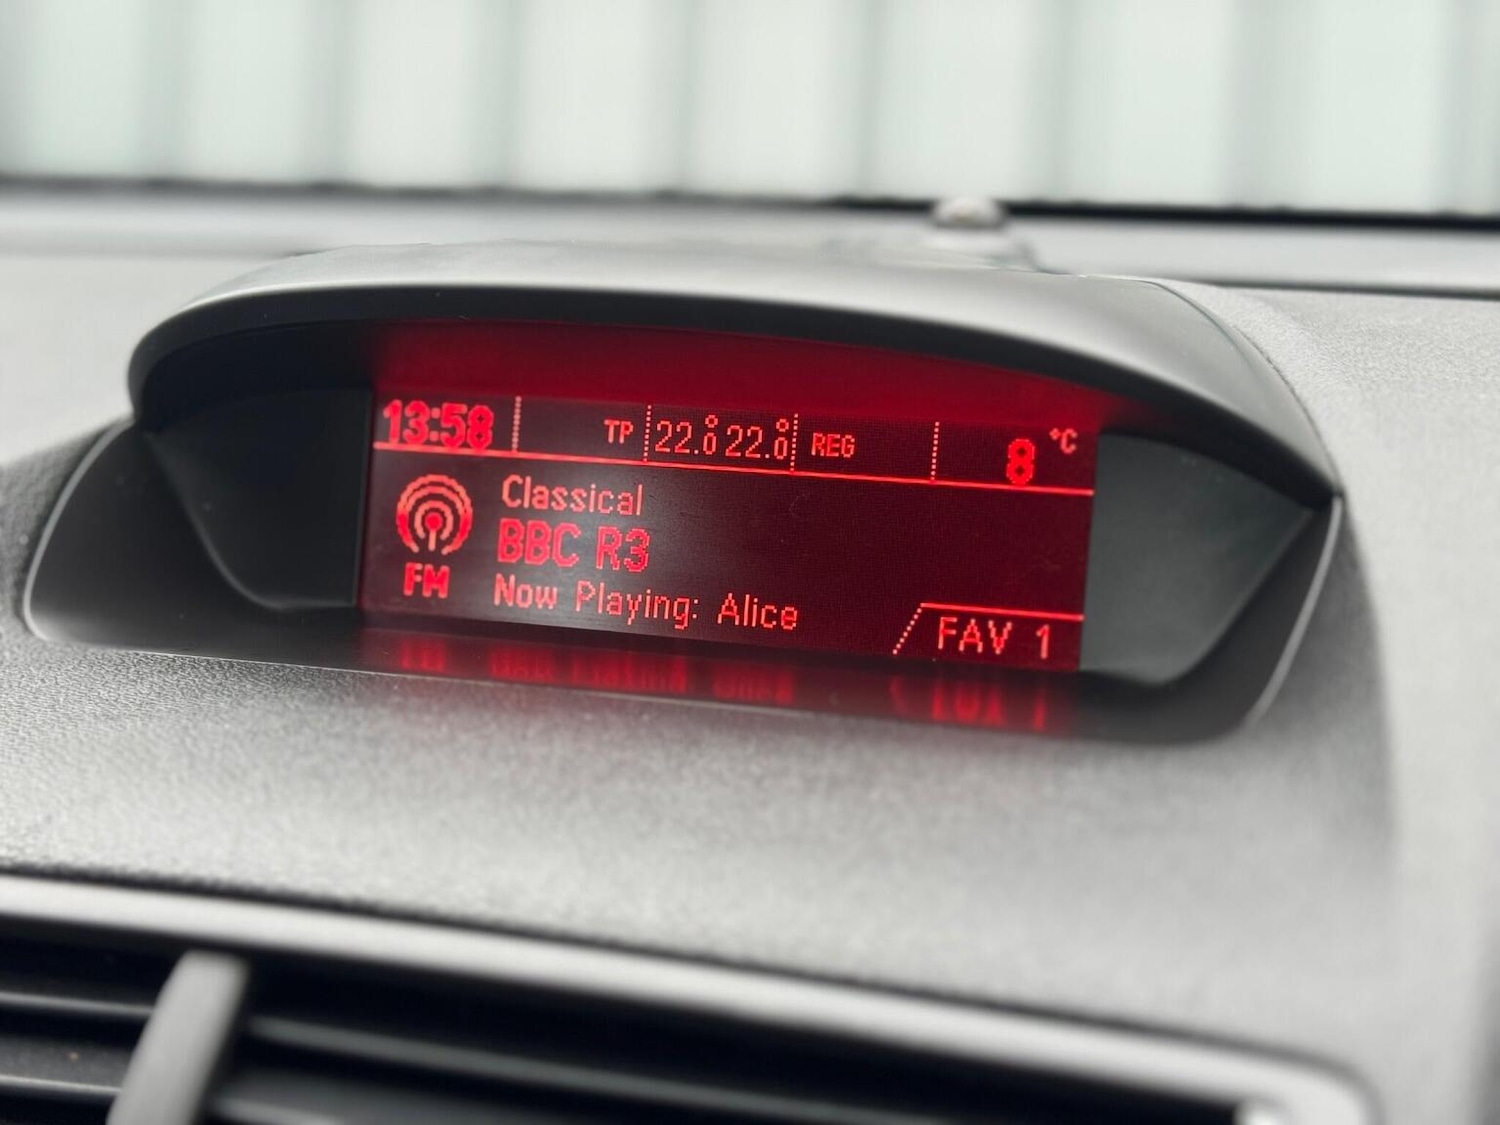 13:58 TP 22.0° 22.0° REG 8 °C
Classical
BBC R3
FM
Now Playing: Alice
FAV 1